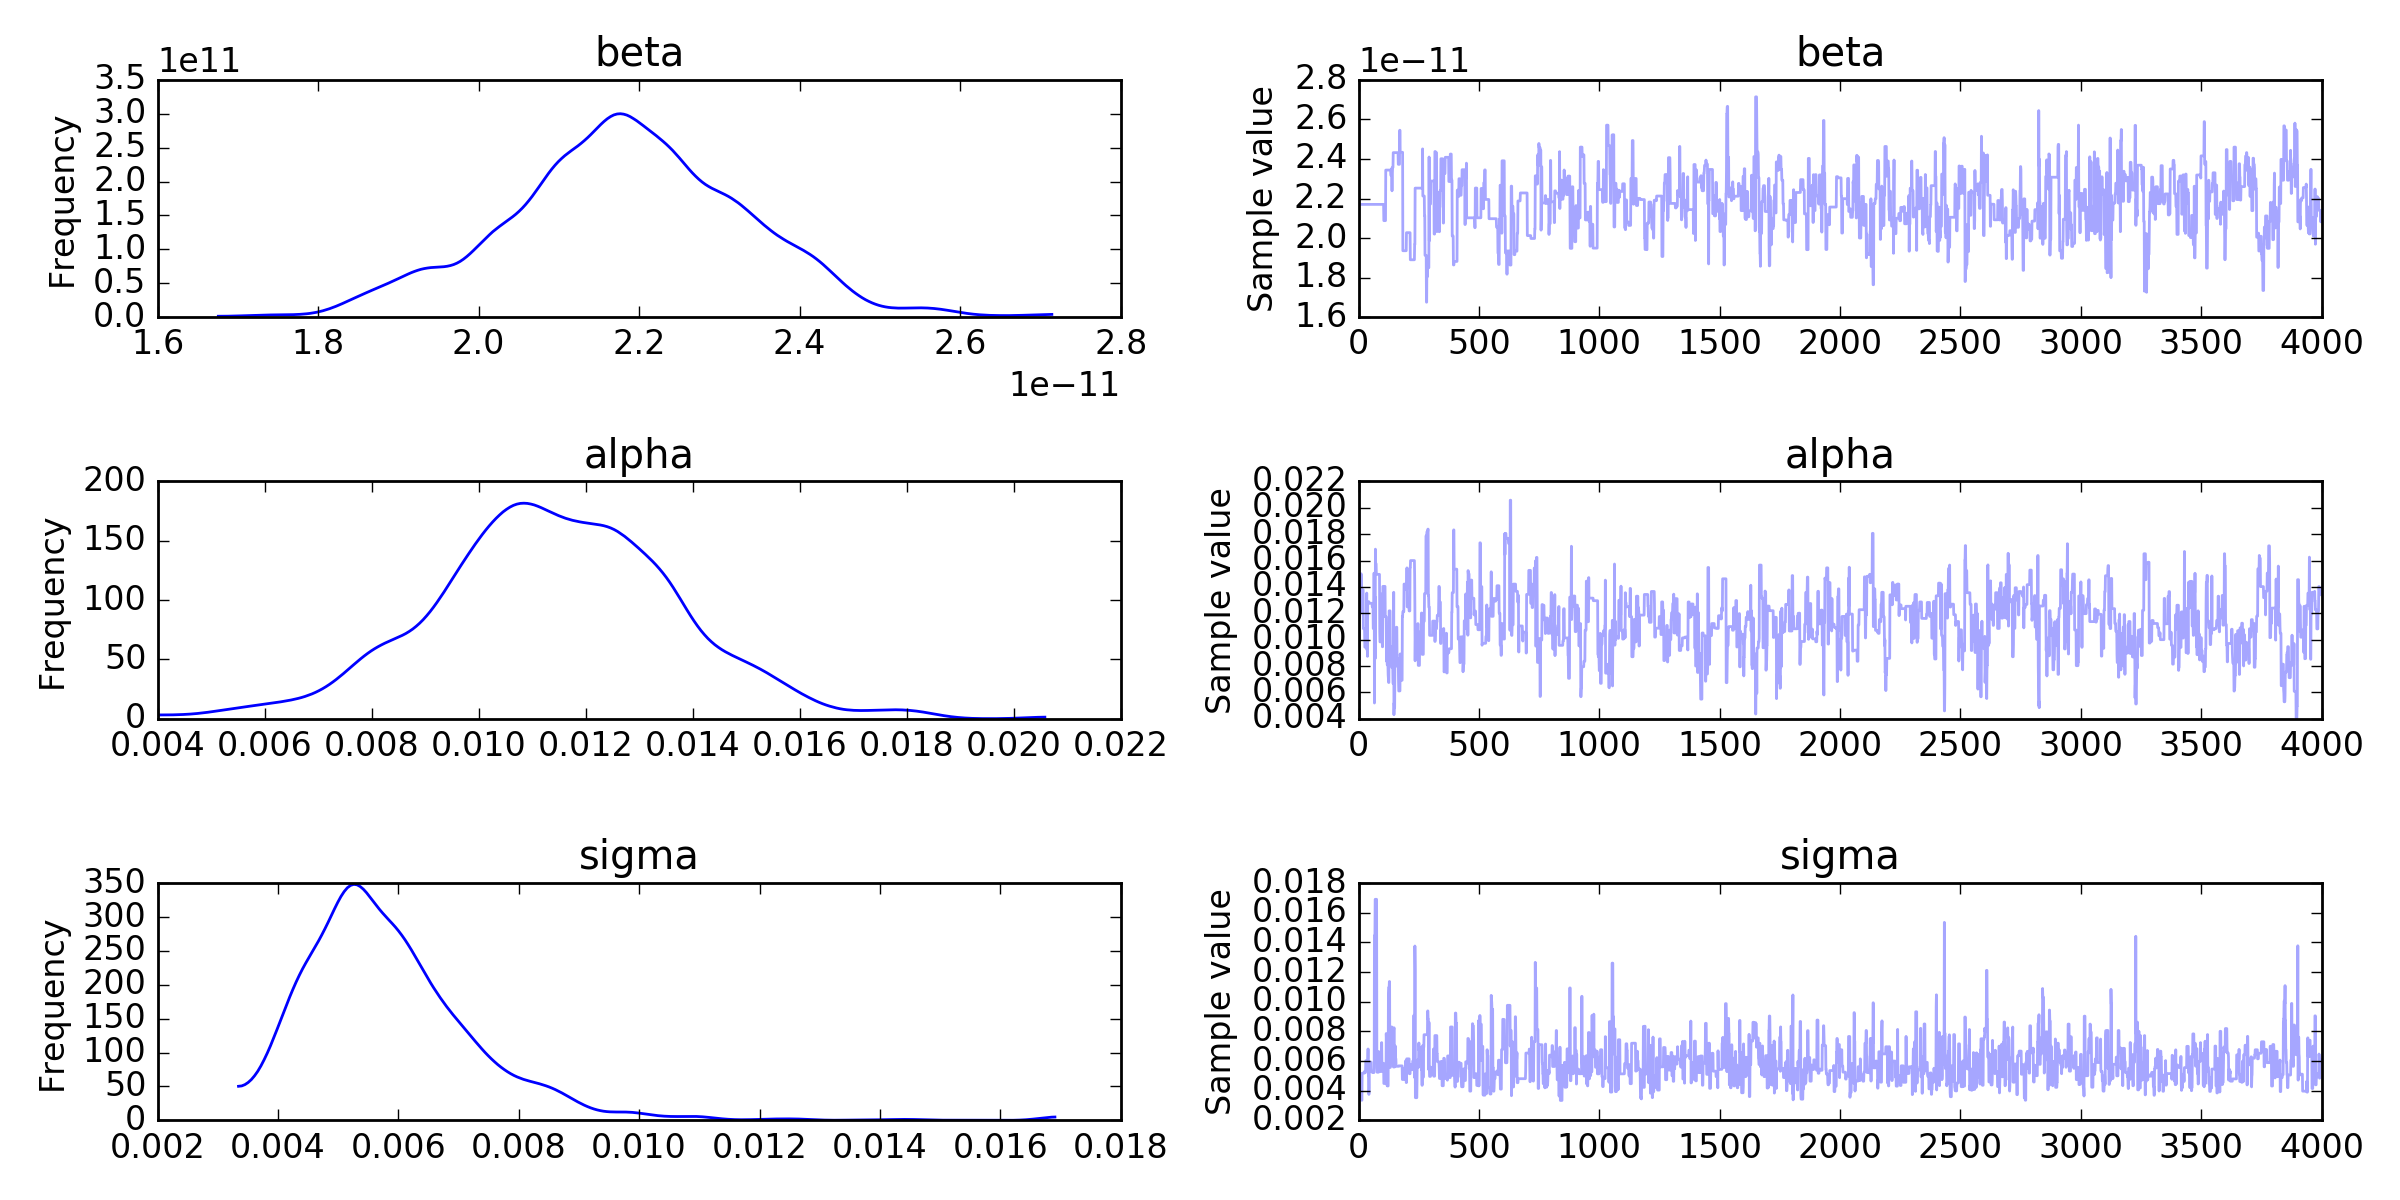 beta
1e11
Frequency
3.5
3.0
2.5
2.0
1.5
1.0
0.5
0.0
1.6 1.8 2.0 2.2 2.4 2.6 2.8
1e−11
beta
1e−11
Sample value
2.8
2.6
2.4
2.2
2.0
1.8
1.6
0 500 1000 1500 2000 2500 3000 3500 4000
alpha
Frequency
200
150
100
50
0
0.004 0.006 0.008 0.010 0.012 0.014 0.016 0.018 0.020 0.022
alpha
Sample value
0.022
0.020
0.018
0.016
0.014
0.012
0.010
0.008
0.006
0.004
0 500 1000 1500 2000 2500 3000 3500 4000
sigma
Frequency
350
300
250
200
150
100
50
0
0.002 0.004 0.006 0.008 0.010 0.012 0.014 0.016 0.018
sigma
Sample value
0.018
0.016
0.014
0.012
0.010
0.008
0.006
0.004
0.002
0 500 1000 1500 2000 2500 3000 3500 4000